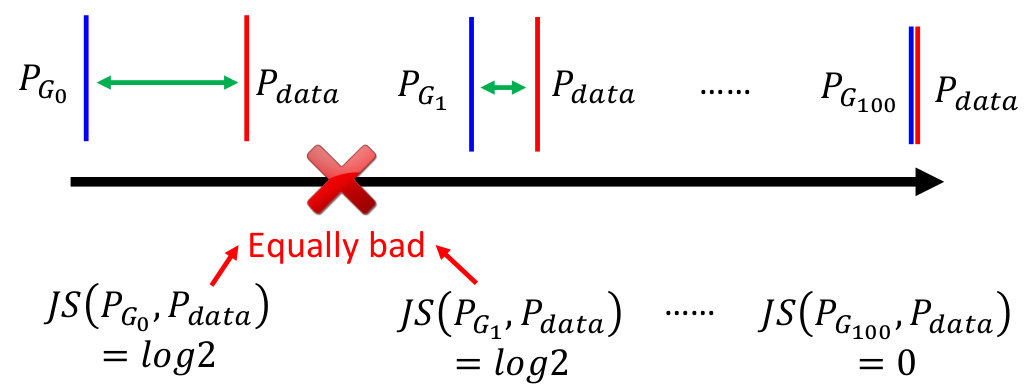 P_{G_0} P_{data} P_{G_1} P_{data} ...... P_{G_{100}} P_{data}
Equally bad
JS(P_{G_0}, P_{data}) JS(P_{G_1}, P_{data}) ...... JS(P_{G_{100}}, P_{data})
= log2 = log2 = 0